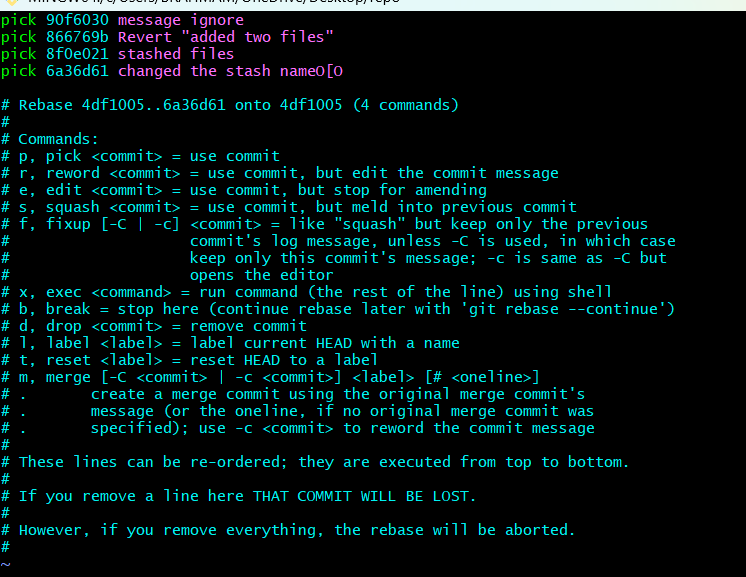 MINGW64:/c/Users/BRAHMAM/OneDrive/Desktop/repo
pick 90f6030 message ignore
pick 866769b Revert "added two files"
pick 8f0e021 stashed files
pick 6a36d61 changed the stash nameO[O

# Rebase 4df1005..6a36d61 onto 4df1005 (4 commands)
#
# Commands:
# p, pick <commit> = use commit
# r, reword <commit> = use commit, but edit the commit message
# e, edit <commit> = use commit, but stop for amending
# s, squash <commit> = use commit, but meld into previous commit
# f, fixup [-C | -c] <commit> = like "squash" but keep only the previous
#                    commit's log message, unless -C is used, in which case
#                    keep only this commit's message; -c is same as -C but
#                    opens the editor
# x, exec <command> = run command (the rest of the line) using shell
# b, break = stop here (continue rebase later with 'git rebase --continue')
# d, drop <commit> = remove commit
# l, label <label> = label current HEAD with a name
# t, reset <label> = reset HEAD to a label
# m, merge [-C <commit> | -c <commit>] <label> [# <oneline>]
# .       create a merge commit using the original merge commit's
# .       message (or the oneline, if no original merge commit was
# .       specified); use -c <commit> to reword the commit message
#
# These lines can be re-ordered; they are executed from top to bottom.
#
# If you remove a line here THAT COMMIT WILL BE LOST.
#
# However, if you remove everything, the rebase will be aborted.
#
~